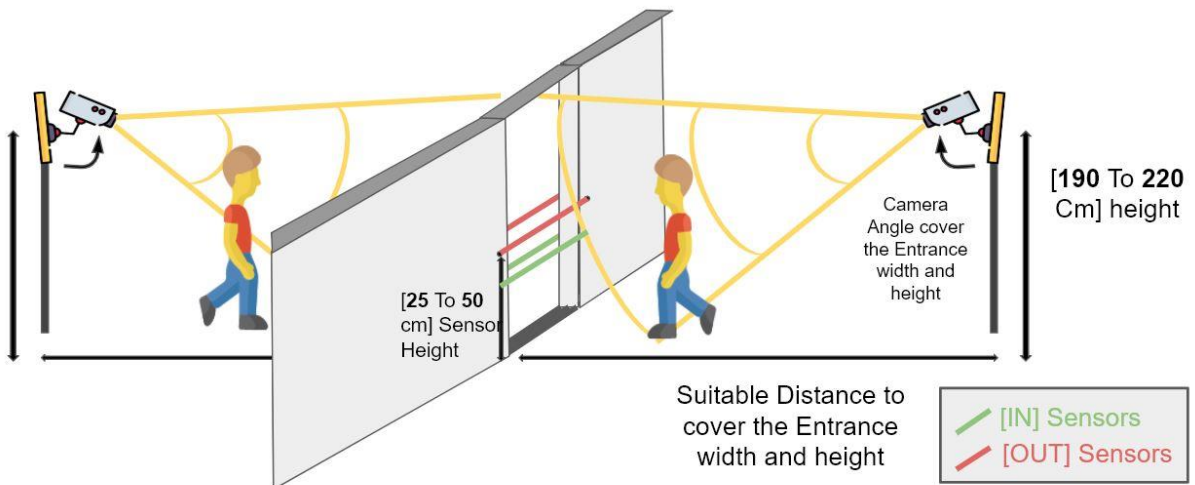 [190 To 220
Cm] height
Camera
Angle cover
the Entrance
width and
height
[25 To 50
cm] Sensor
Height
Suitable Distance to
cover the Entrance
width and height
[IN] Sensors
[OUT] Sensors